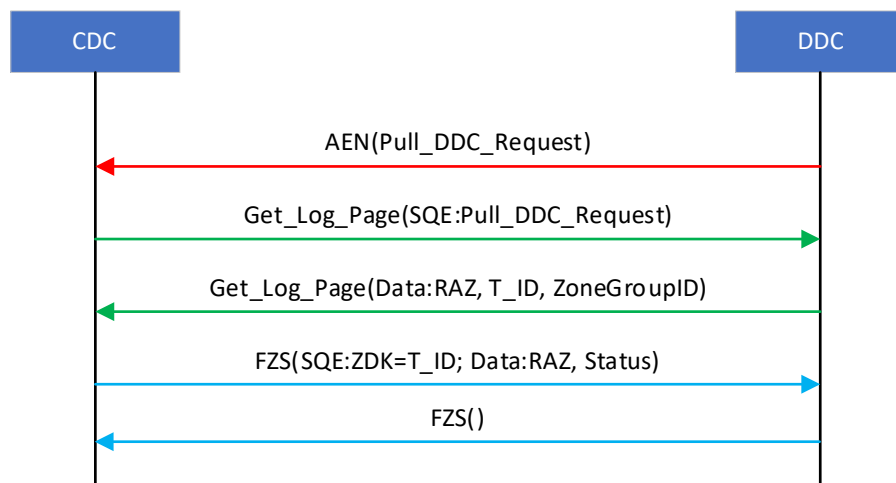 CDC
DDC
AEN(Pull_DDC_Request)
Get_Log_Page(SQE:Pull_DDC_Request)
Get_Log_Page(Data:RAZ, T_ID, ZoneGroupID)
FZS(SQE:ZDK=T_ID; Data:RAZ, Status)
FZS()